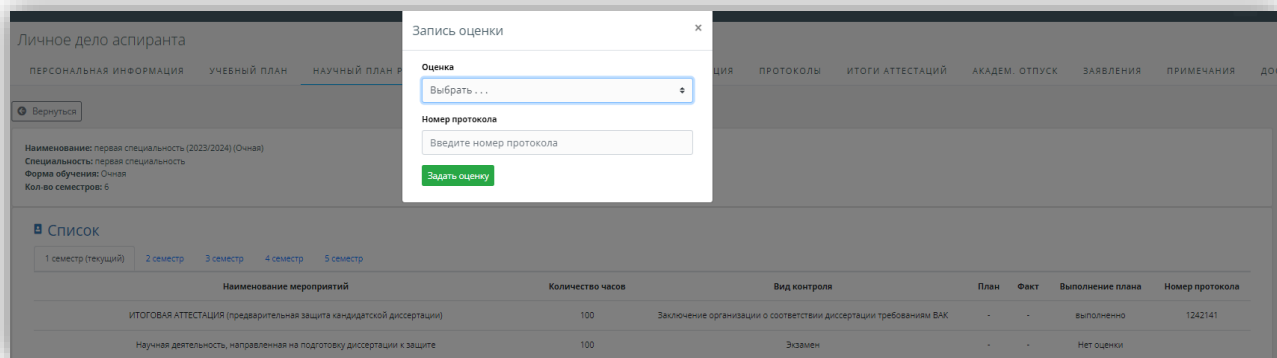 Запись оценки
×
Личное дело аспиранта
ПЕРСОНАЛЬНАЯ ИНФОРМАЦИЯ УЧЕБНЫЙ ПЛАН НАУЧНЫЙ ПЛАН Р ЦИЯ ПРОТОКОЛЫ ИТОГИ АТТЕСТАЦИЙ АКАДЕМ. ОТПУСК ЗАЯВЛЕНИЯ ПРИМЕЧАНИЯ ДО
Оценка
Выбрать . . .
Вернуться
Номер протокола
Введите номер протокола
Задать оценку
Наименование: первая специальность (2023/2024) (Очная)
Специальность: первая специальность
Форма обучения: Очная
Кол-во семестров: 6
Список
1 семестр (текущий) 2 семестр 3 семестр 4 семестр 5 семестр
Наименование мероприятий Количество часов Вид контроля План Факт Выполнение плана Номер протокола
ИТОГОВАЯ АТТЕСТАЦИЯ (предварительная защита кандидатской диссертации) 100 Заключение организации о соответствии диссертации требованиям ВАК - - выполненно 1242141
Научная деятельность, направленная на подготовку диссертации к защите 100 Экзамен - - Нет оценки